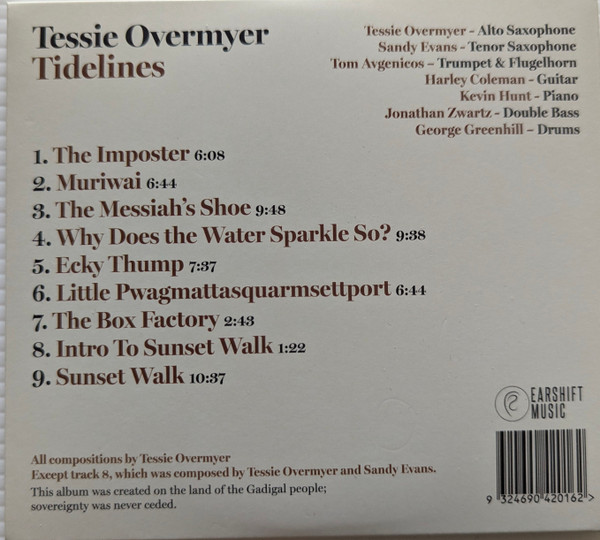 Tessie Overmyer
Tidelines
Tessie Overmyer - Alto Saxophone
Sandy Evans - Tenor Saxophone
Tom Avgenicos - Trumpet & Flugelhorn
Harley Coleman - Guitar
Kevin Hunt - Piano
Jonathan Zwartz - Double Bass
George Greenhill – Drums
1. The Imposter 6:08
2. Muriwai 6:44
3. The Messiah's Shoe 9:48
4. Why Does the Water Sparkle So? 9:38
5. Ecky Thump 7:37
6. Little Pwagmattasquarmsettport 6:44
7. The Box Factory 2:43
8. Intro To Sunset Walk 1:22
9. Sunset Walk 10:37
EARSHIFT
MUSIC
All compositions by Tessie Overmyer
Except track 8, which was composed by Tessie Overmyer and Sandy Evans.
This album was created on the land of the Gadigal people;
sovereignty was never ceded.
9 324690 420162 >